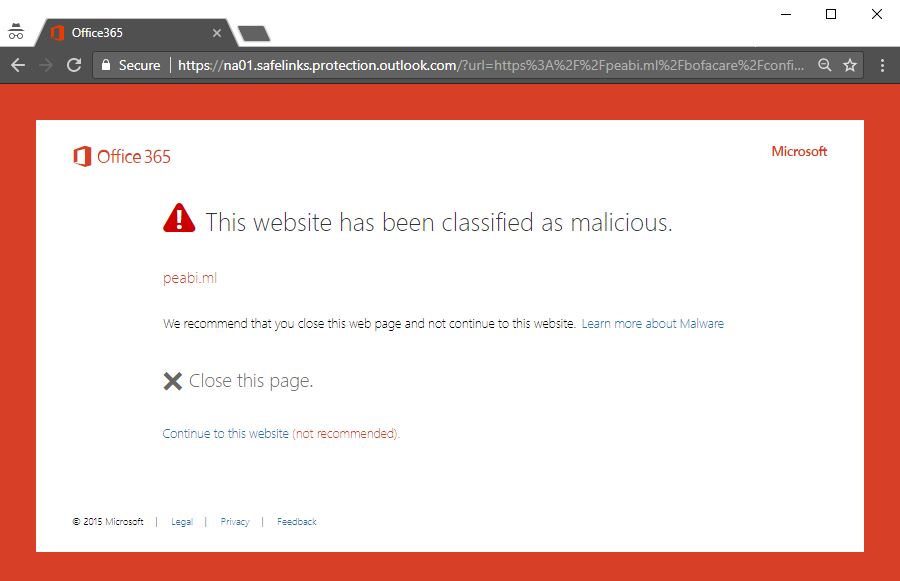 Office365
Secure
https://na01.safelinks.protection.outlook.com/?url=https%3A%2F%2Fpeabi.ml%2Fbofacare%2Fconfi...
Office 365
Microsoft
This website has been classified as malicious.
peabi.ml
We recommend that you close this web page and not continue to this website. Learn more about Malware
Close this page.
Continue to this website (not recommended).
© 2015 Microsoft | Legal | Privacy | Feedback